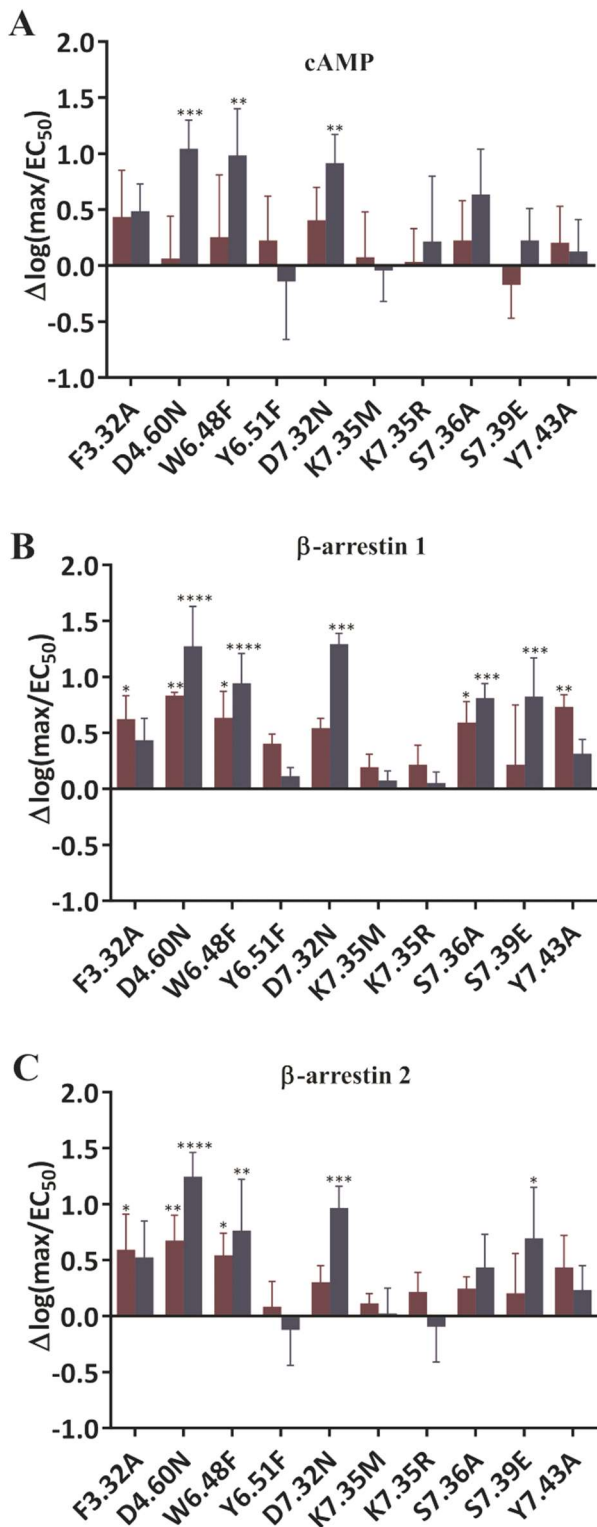 A
cAMP
Δlog(max/EC50)
2.0
1.5
1.0
0.5
0.0
-0.5
-1.0
*** ** **
F3.32A D4.60N W6.48F Y6.51F D7.32N K7.35M K7.35R S7.36A S7.39E Y7.43A
B
β-arrestin 1
Δlog(max/EC50)
2.0
1.5
1.0
0.5
0.0
-0.5
-1.0
* ** **** * **** *** * *** *** **
F3.32A D4.60N W6.48F Y6.51F D7.32N K7.35M K7.35R S7.36A S7.39E Y7.43A
C
β-arrestin 2
Δlog(max/EC50)
2.0
1.5
1.0
0.5
0.0
-0.5
-1.0
* ** **** * ** *** *
F3.32A D4.60N W6.48F Y6.51F D7.32N K7.35M K7.35R S7.36A S7.39E Y7.43A